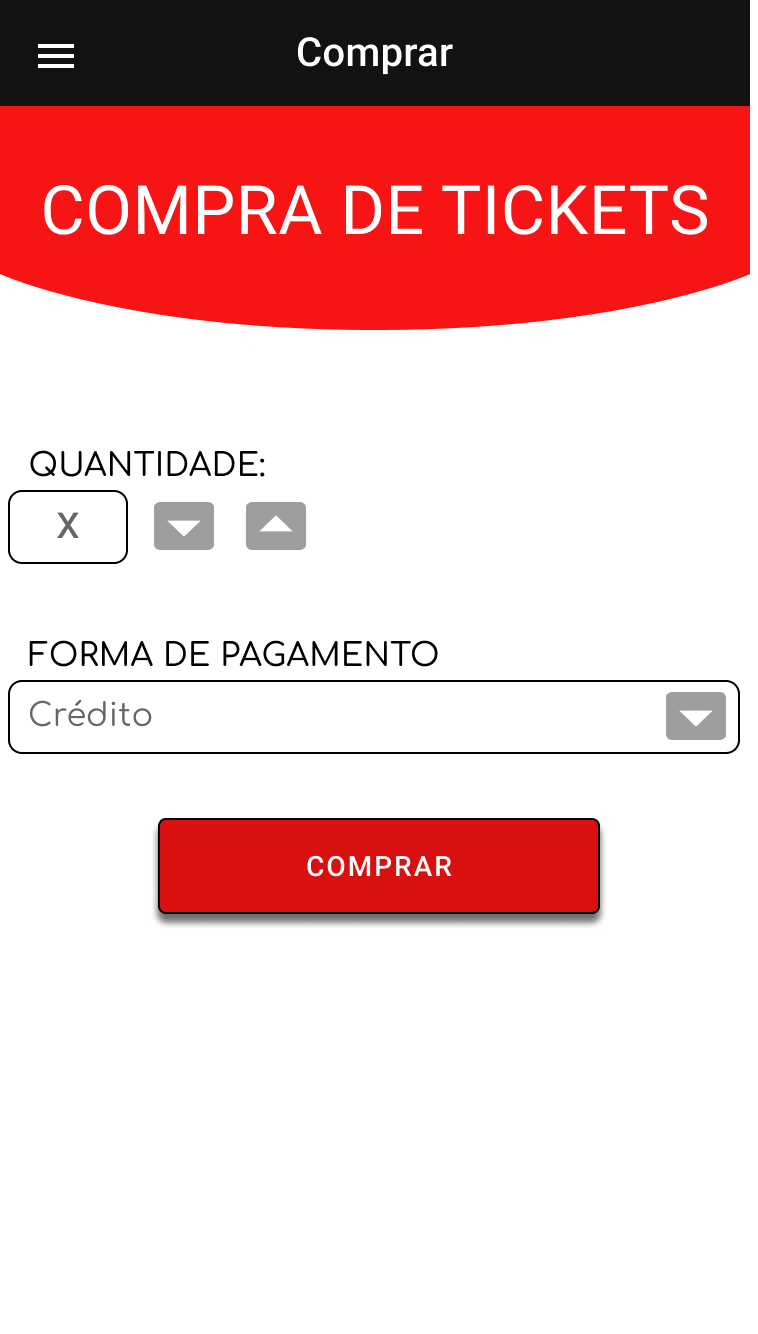 Comprar
COMPRA DE TICKETS
QUANTIDADE:
X
FORMA DE PAGAMENTO
Crédito
COMPRAR